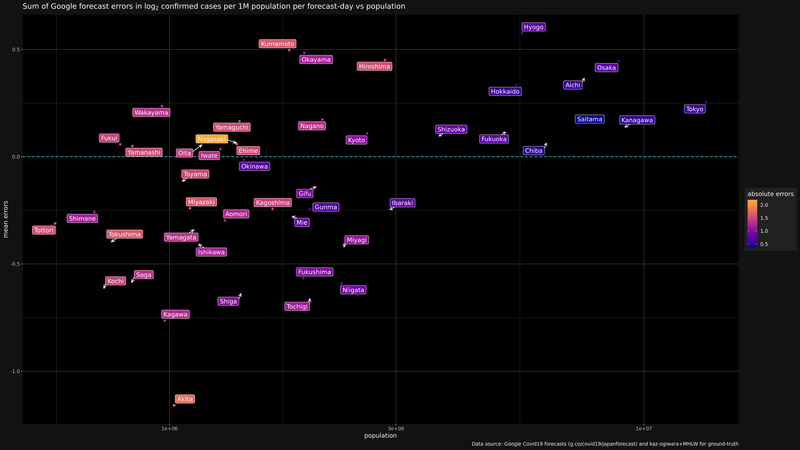 Sum of Google forecast errors in log₂ confirmed cases per 1M population per forecast-day vs population
Hyogo
Kumamoto
0.5
Okayama
Hiroshima
Osaka
Aichi
Hokkaido
Wakayama
Tokyo
Saitama
Kanagawa
Yamaguchi
Nagano
Shizuoka
Fukui
Nagasaki
Kyoto
Fukuoka
Yamanashi
Oita
Iwate
Ehime
Chiba
0.0
Okinawa
Toyama
Gifu
Miyazaki
Kagoshima
Gunma
Ibaraki
Shimane
Aomori
Mie
Tottori
Tokushima
Yamagata
Miyagi
Ishikawa
-0.5
Saga
Fukushima
Kochi
Niigata
Shiga
Tochigi
Kagawa
-1.0
Akita
mean errors
1e+06
3e+06
1e+07
population
absolute errors
2.0
1.5
1.0
0.5
Data source: Google Covid19 forecasts (g.co/covid19/japanforecast) and kaz-ogiwara+MHLW for ground-truth